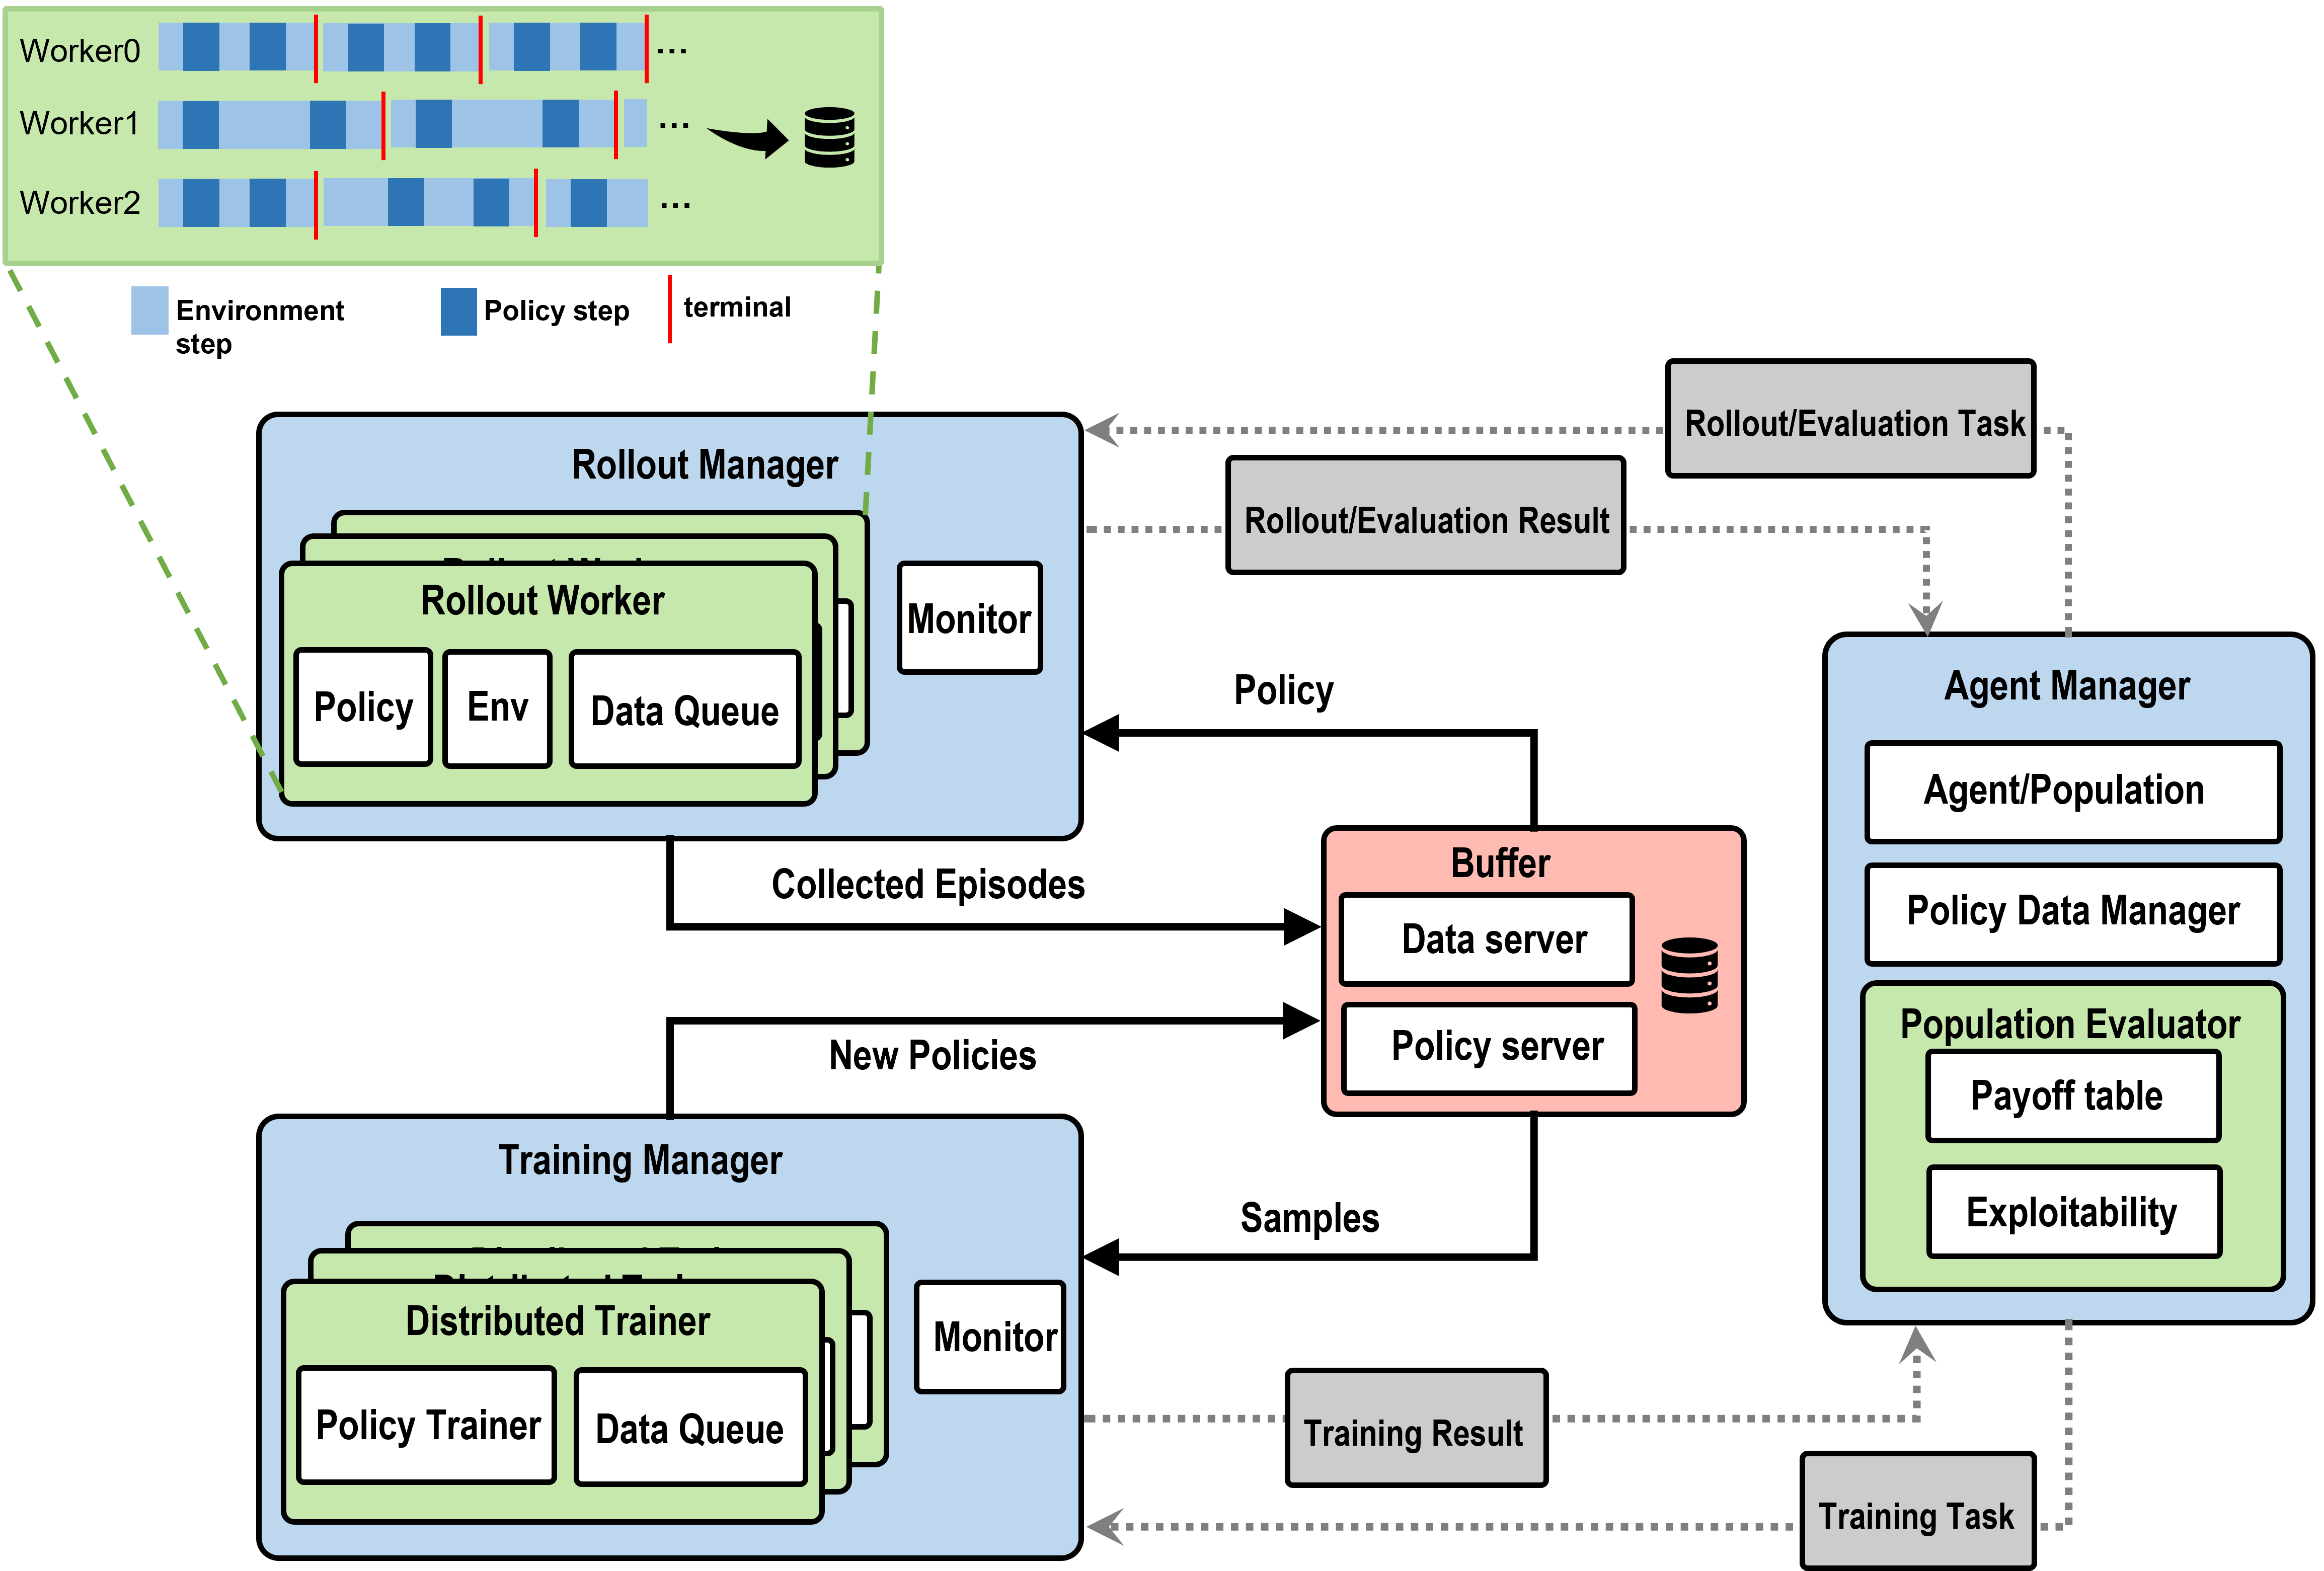 Worker0
...
Worker1
...
Worker2
...
Environment
step
Policy step
terminal
Rollout/Evaluation Task
Rollout Manager
Rollout/Evaluation Result
Rollout Worker
Monitor
Policy
Env
Data Queue
Policy
Agent Manager
Agent/Population
Buffer
Collected Episodes
Policy Data Manager
Data server
Population Evaluator
New Policies
Policy server
Payoff table
Training Manager
Samples
Exploitability
Distributed Trainer
Monitor
Policy Trainer
Data Queue
Training Result
Training Task